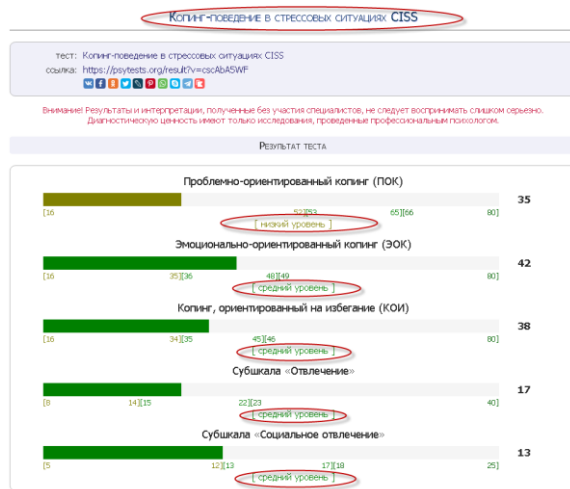 Копинг-поведение в стрессовых ситуациях CISS
тест: Копинг-поведение в стрессовых ситуациях CISS
ссылка: https://psytests.org/result?v=cscAbA5WF
Внимание! Результаты и интерпретации, полученные без участия специалистов, не следует воспринимать слишком серьезно.
Диагностическую ценность имеют только исследования, проведенные профессиональным психологом.
Результат теста
Проблемно-ориентированный копинг (ПОК)
35
[16 52][53 65][66 80]
[ низкий уровень ]
Эмоционально-ориентированный копинг (ЭОК)
42
[16 35][36 48][49 80]
[ средний уровень ]
Копинг, ориентированный на избегание (КОИ)
38
[16 34][35 45][46 80]
[ средний уровень ]
Субшкала «Отвлечение»
17
[8 14][15 22][23 40]
[ средний уровень ]
Субшкала «Социальное отвлечение»
13
[5 12][13 17][18 25]
[ средний уровень ]